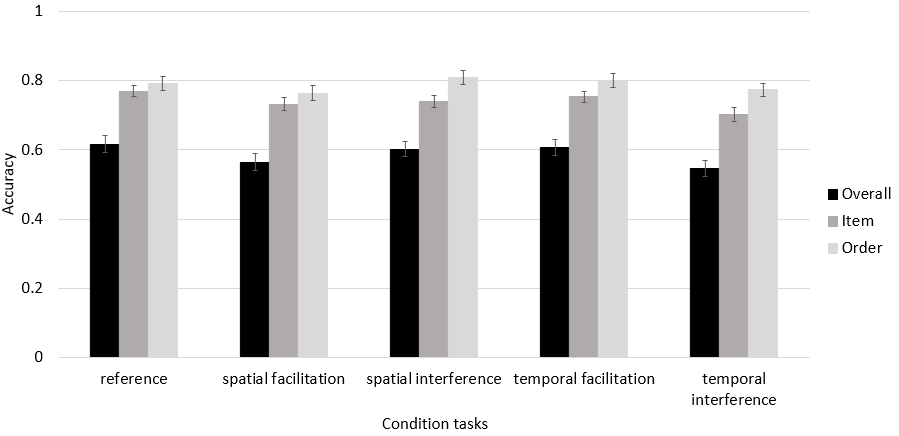 1
0.8
0.6
0.4
0.2
0
Accuracy
reference
spatial facilitation
spatial interference
temporal facilitation
temporal
interference
Condition tasks
Overall
Item
Order